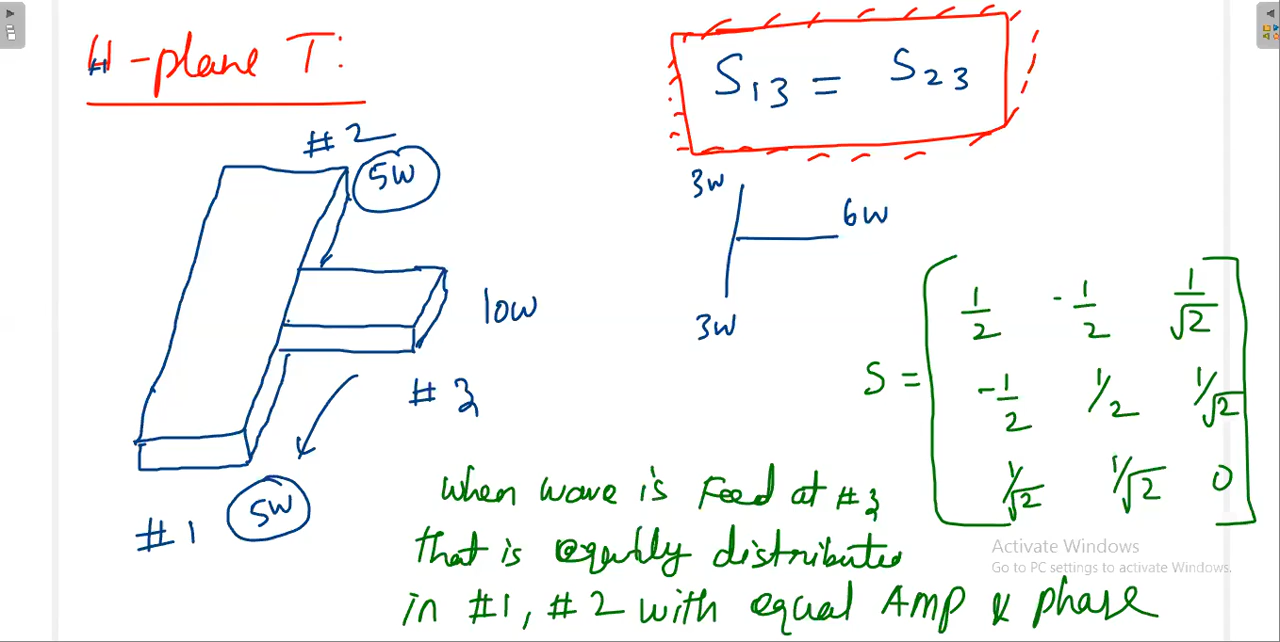 H-plane T:
S13 = S23
#2
5W
3W
6W
10W
3W
#3
S = [ 1/2 -1/2 1/√2
-1/2 1/2 1/√2
1/√2 1/√2 0 ]
#1
5W
When wave is Feed at #3
that is equally distributed
in #1, #2 with equal Amp & phase
Activate Windows
Go to PC settings to activate Windows.